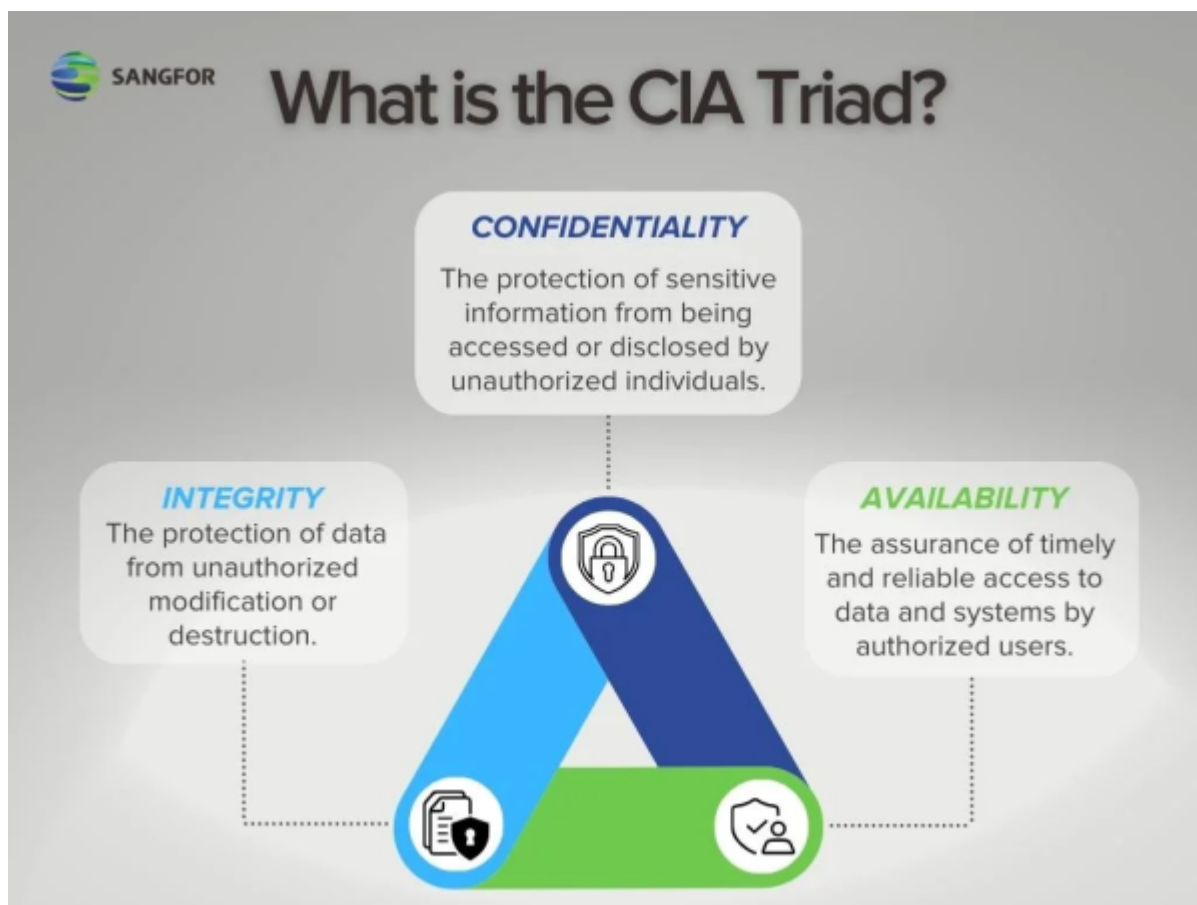 SANGFOR
What is the CIA Triad?
CONFIDENTIALITY
The protection of sensitive
information from being
accessed or disclosed by
unauthorized individuals.
INTEGRITY
The protection of data
from unauthorized
modification or
destruction.
AVAILABILITY
The assurance of timely
and reliable access to
data and systems by
authorized users.